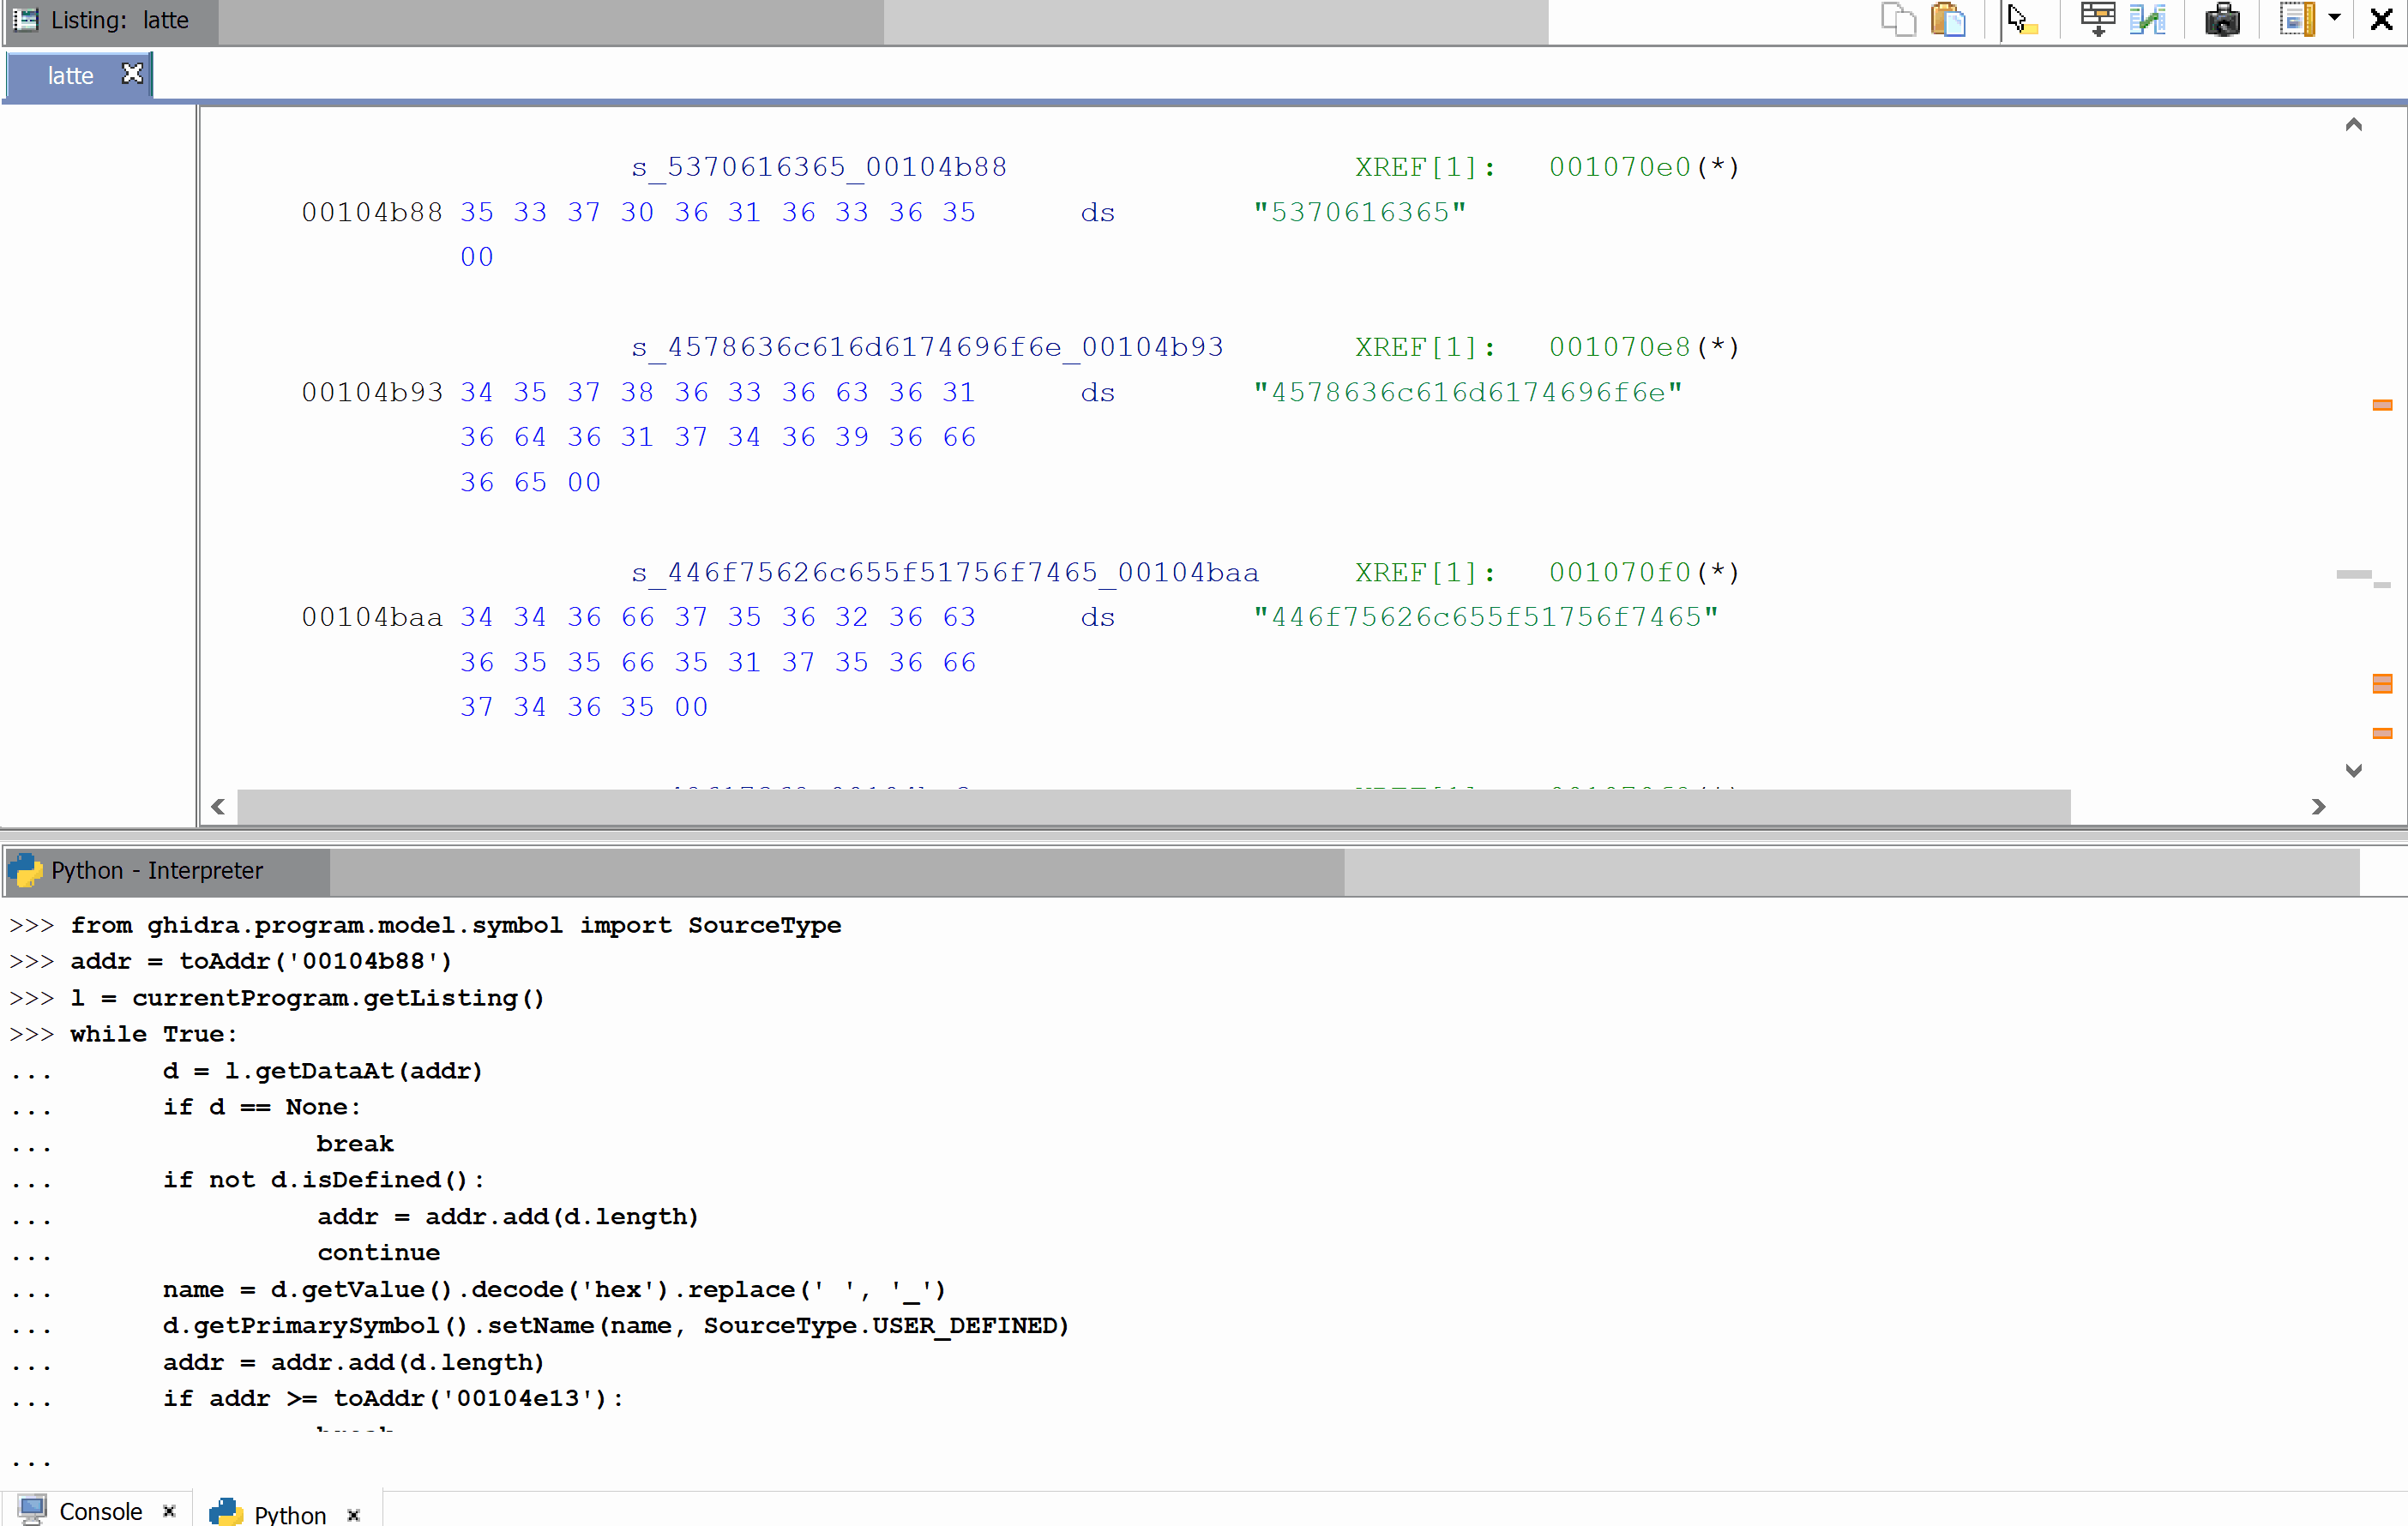 Listing: latte
latte
s_5370616365_00104b88 XREF[1]: 001070e0(*)
00104b88 35 33 37 30 36 31 36 33 36 35 ds "5370616365"
00
s_4578636c616d6174696f6e_00104b93 XREF[1]: 001070e8(*)
00104b93 34 35 37 38 36 33 36 63 36 31 ds "4578636c616d6174696f6e"
36 64 36 31 37 34 36 39 36 66
36 65 00
s_446f75626c655f51756f7465_00104baa XREF[1]: 001070f0(*)
00104baa 34 34 36 66 37 35 36 32 36 63 ds "446f75626c655f51756f7465"
36 35 35 66 35 31 37 35 36 66
37 34 36 35 00
Python - Interpreter
>>> from ghidra.program.model.symbol import SourceType
>>> addr = toAddr('00104b88')
>>> l = currentProgram.getListing()
>>> while True:
... d = l.getDataAt(addr)
... if d == None:
... break
... if not d.isDefined():
... addr = addr.add(d.length)
... continue
... name = d.getValue().decode('hex').replace(' ', '_')
... d.getPrimarySymbol().setName(name, SourceType.USER_DEFINED)
... addr = addr.add(d.length)
... if addr >= toAddr('00104e13'):
break
...
Console Python